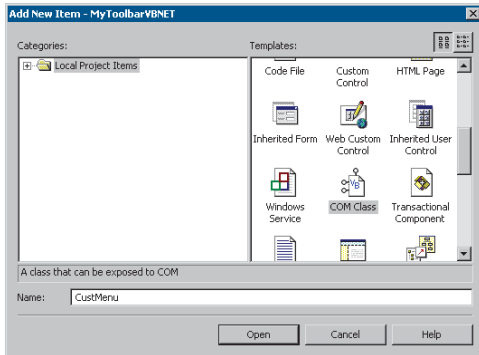 Add New Item - MyToolbarVBNET
Categories:
Templates:
Local Project Items
Code File
Custom Control
HTML Page
Inherited Form
Web Custom Control
Inherited User Control
Windows Service
COM Class
Transactional Component
A class that can be exposed to COM
Name:
CustMenu
Open
Cancel
Help